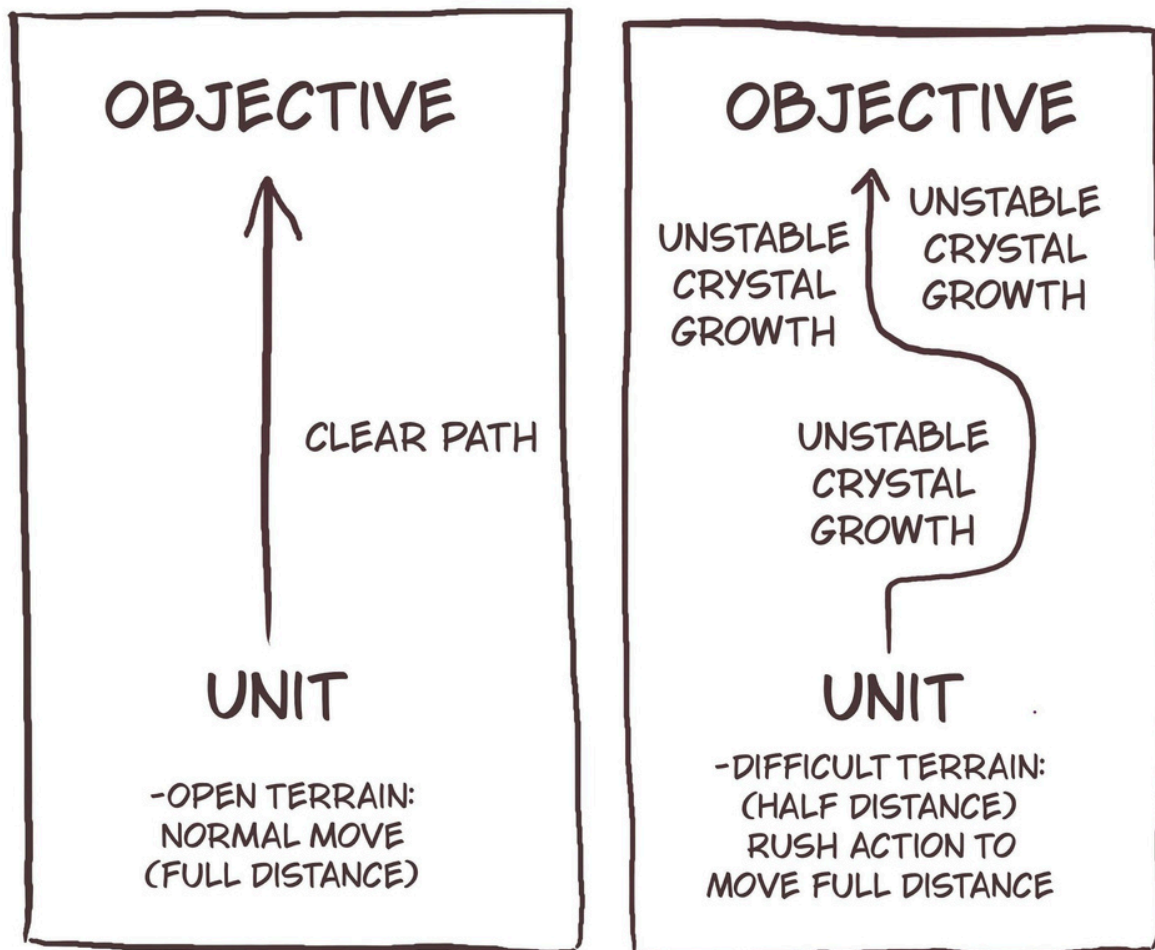 OBJECTIVE
CLEAR PATH
UNIT
-OPEN TERRAIN:
NORMAL MOVE
(FULL DISTANCE)
OBJECTIVE
UNSTABLE
CRYSTAL
GROWTH
UNSTABLE
CRYSTAL
GROWTH
UNSTABLE
CRYSTAL
GROWTH
UNIT
-DIFFICULT TERRAIN:
(HALF DISTANCE)
RUSH ACTION TO
MOVE FULL DISTANCE